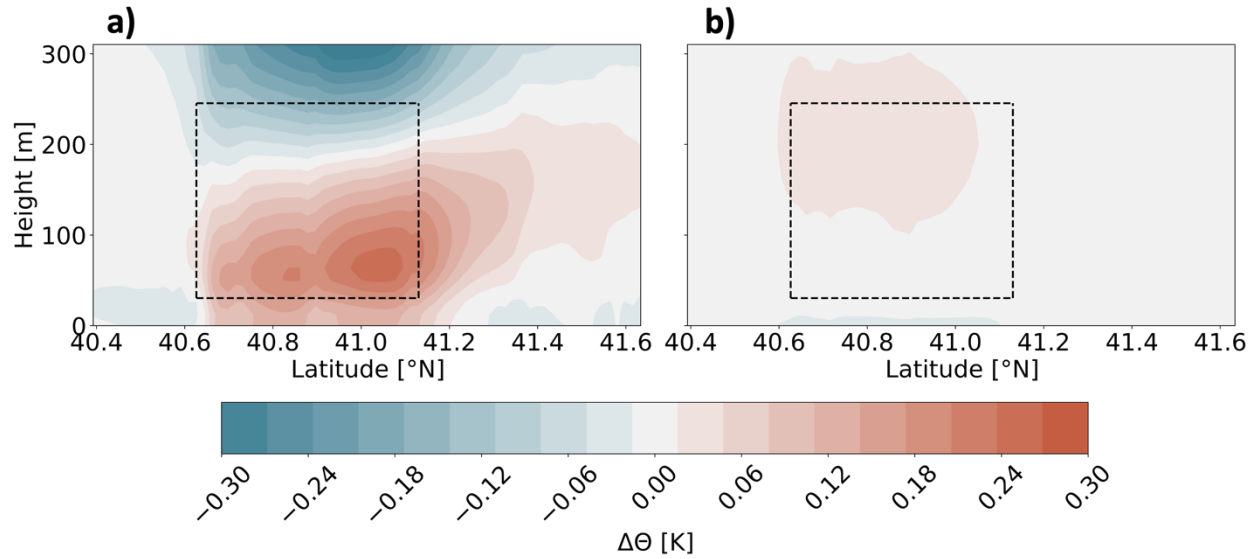 a)
b)
300
200
100
0
Height [m]
40.4 40.6 40.8 41.0 41.2 41.4 41.6
40.4 40.6 40.8 41.0 41.2 41.4 41.6
Latitude [°N]
Latitude [°N]
−0.30 −0.24 −0.18 −0.12 −0.06 0.00 0.06 0.12 0.18 0.24 0.30
ΔΘ [K]